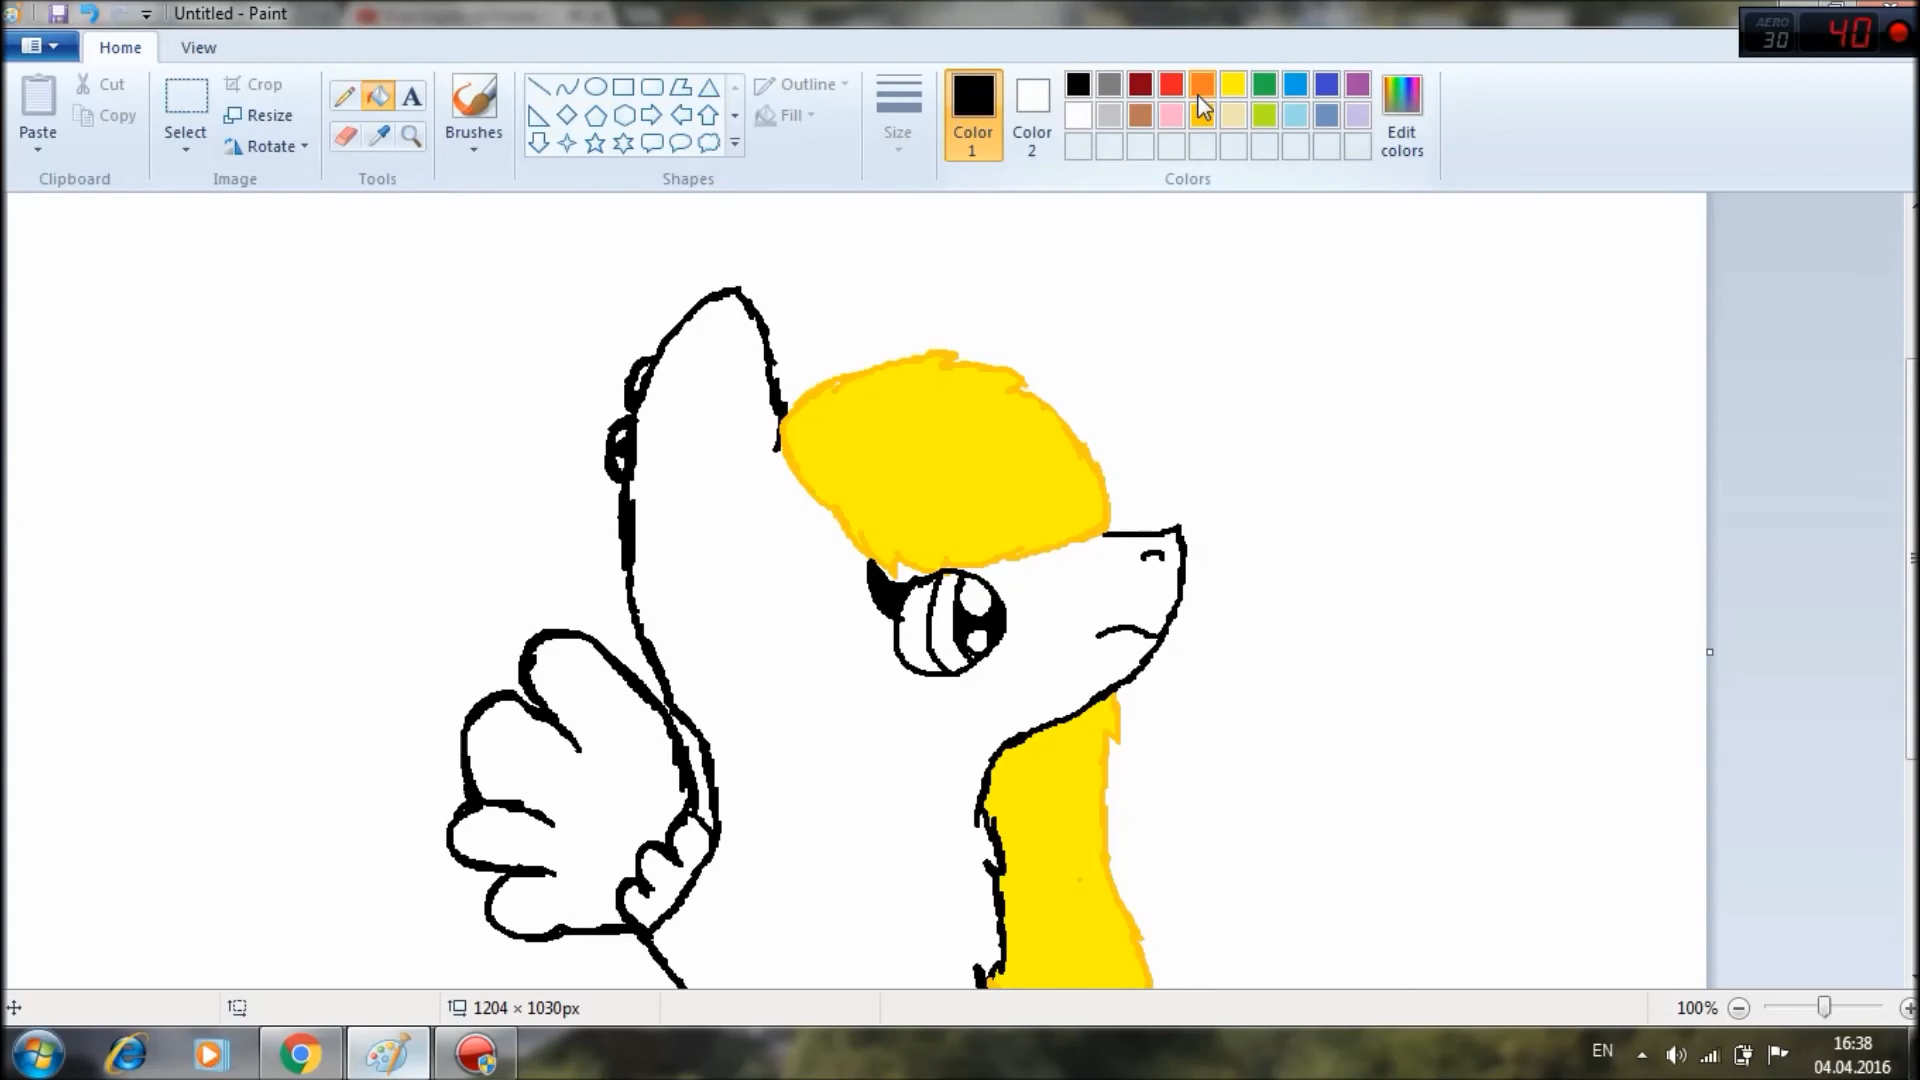 Untitled - Paint
AERO
30
40
Home
View
Paste
Cut
Copy
Clipboard
Select
Crop
Resize
Rotate
Image
A
Tools
Brushes
Shapes
Outline
Fill
Size
Color
1
Color
2
Edit
colors
Colors
1204 × 1030px
100%
EN
16:38
04.04.2016